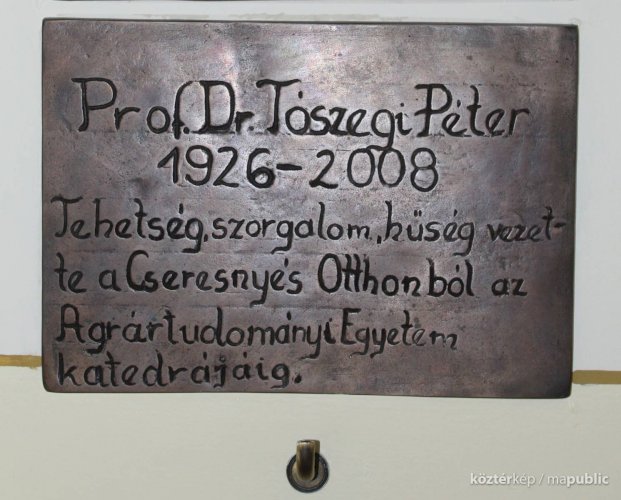 Prof. Dr. Tószegi Péter
1926-2008
Tehetség, szorgalom, hűség vezet-
te a Cseresnyés Otthonból az
Agrártudományi Egyetem
katedrájáig.
köztérkép / mapublic